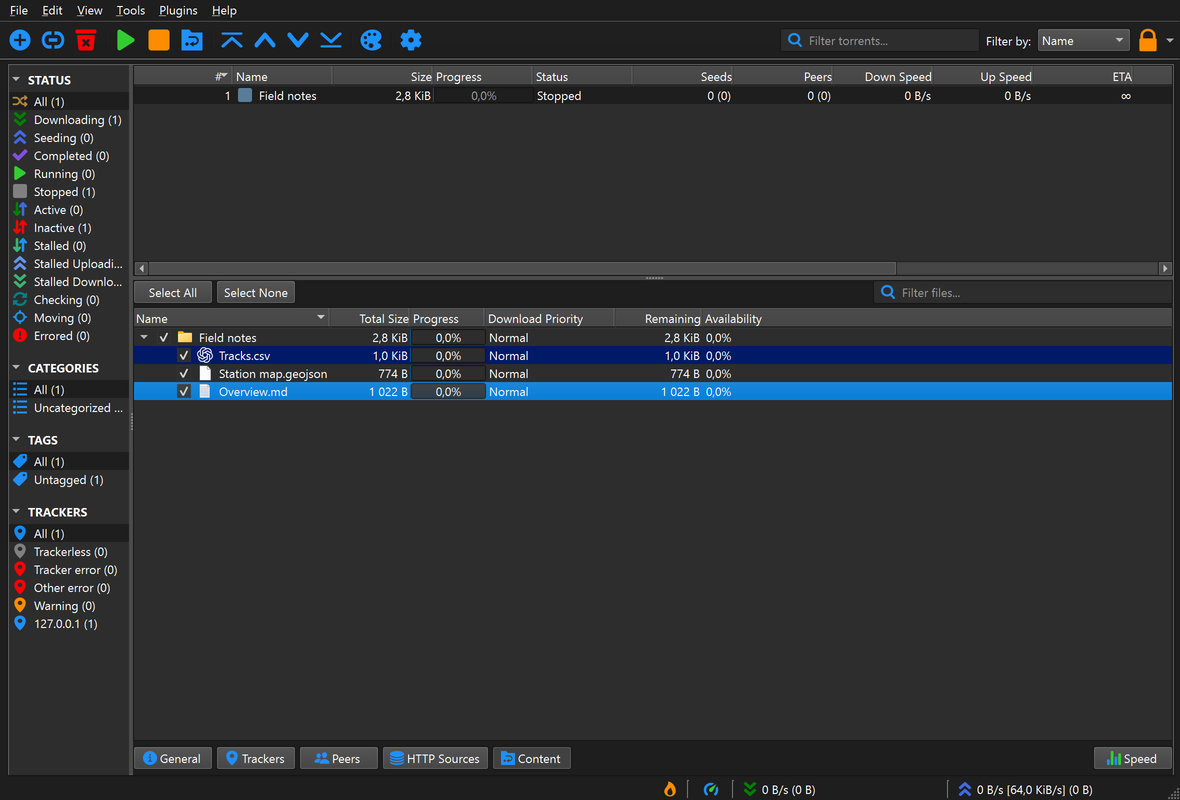 File Edit View Tools Plugins Help
Filter torrents...
Filter by: Name
STATUS
All (1)
Downloading (1)
Seeding (0)
Completed (0)
Running (0)
Stopped (1)
Active (0)
Inactive (1)
Stalled (0)
Stalled Uploadi...
Stalled Downlo...
Checking (0)
Moving (0)
Errored (0)
CATEGORIES
All (1)
Uncategorized ...
TAGS
All (1)
Untagged (1)
TRACKERS
All (1)
Trackerless (0)
Tracker error (0)
Other error (0)
Warning (0)
127.0.0.1 (1)
# Name Size Progress Status Seeds Peers Down Speed Up Speed ETA
1 Field notes 2,8 KiB 0,0% Stopped 0 (0) 0 (0) 0 B/s 0 B/s ∞
Select All Select None Filter files...
Name Total Size Progress Download Priority Remaining Availability
Field notes 2,8 KiB 0,0% Normal 2,8 KiB 0,0%
Tracks.csv 1,0 KiB 0,0% Normal 1,0 KiB 0,0%
Station map.geojson 774 B 0,0% Normal 774 B 0,0%
Overview.md 1 022 B 0,0% Normal 1 022 B 0,0%
General Trackers Peers HTTP Sources Content Speed
0 B/s (0 B) 0 B/s [64,0 KiB/s] (0 B)